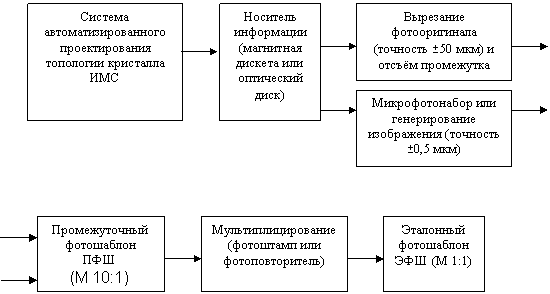 Система
автоматизированного
проектирования
топологии кристалла
ИМС
Носитель
информации
(магнитная
дискета или
оптический
диск)
Вырезание
фотооригинала
(точность ±50 мкм) и
отсъём промежутка
Микрофотонабор или
генерирование
изображения (точность
±0,5 мкм)
Промежуточный
фотошаблон
ПФШ
(М 10:1)
Мультиплицирование
(фотоштамп или
фотоповторитель)
Эталонный
фотошаблон
ЭФШ (М 1:1)